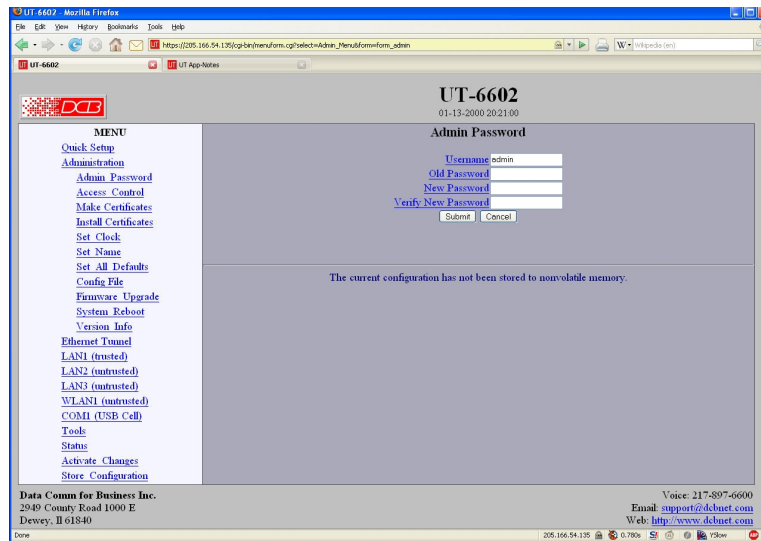 UT-6602 - Mozilla Firefox
File Edit View History Bookmarks Tools Help
https://205.166.54.135/cgi-bin/menuform.cgi?select=Admin_Menu&form=form_admin
W Wikipedia (en)
UT UT-6602
UT UT App-Notes
DCB
UT-6602
01-13-2000 20:21:00
MENU
Quick Setup
Administration
Admin Password
Access Control
Make Certificates
Install Certificates
Set Clock
Set Name
Set All Defaults
Config File
Firmware Upgrade
System Reboot
Version Info
Ethernet Tunnel
LAN1 (trusted)
LAN2 (untrusted)
LAN3 (untrusted)
WLAN1 (untrusted)
COM1 (USB Cell)
Tools
Status
Activate Changes
Store Configuration
Admin Password
Username admin
Old Password
New Password
Verify New Password
Submit Cancel
The current configuration has not been stored to nonvolatile memory.
Data Comm for Business Inc.
2949 County Road 1000 E
Dewey, Il 61840
Voice: 217-897-6600
Email: support@dcbnet.com
Web: http://www.dcbnet.com
Done
205.166.54.135 0.780s YSlow